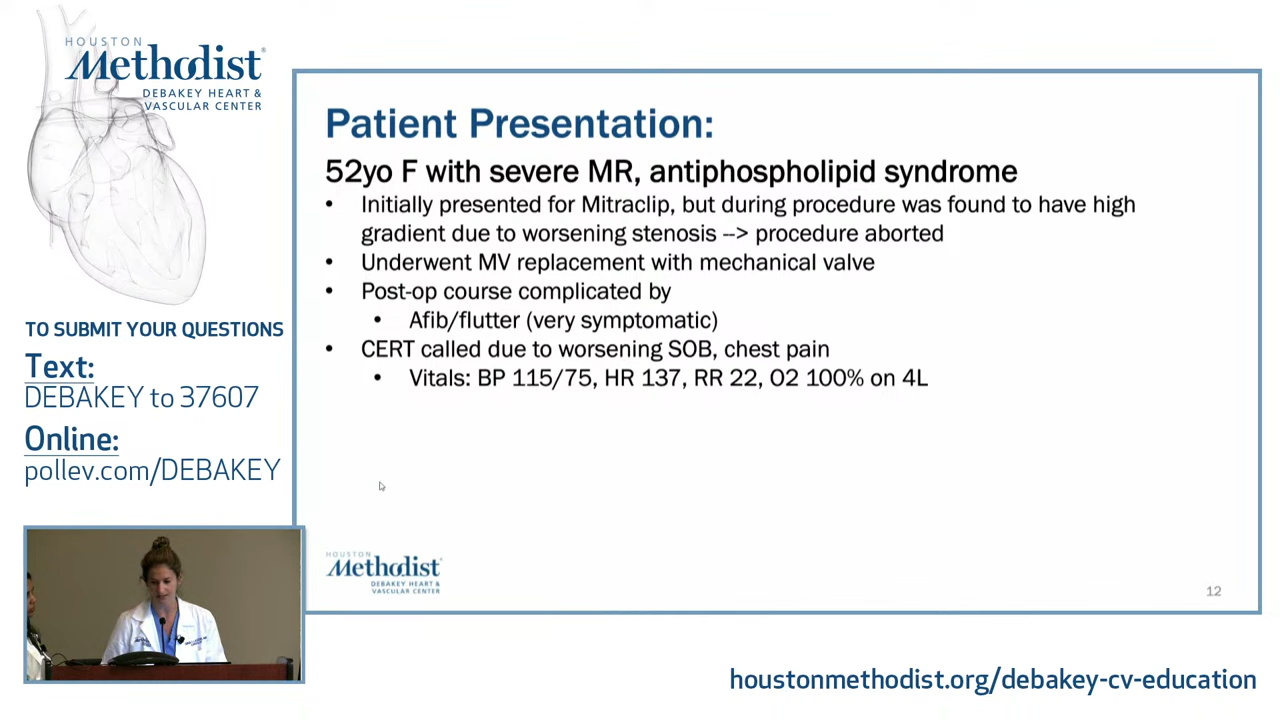 HOUSTON
Methodist®
DEBAKEY HEART &
VASCULAR CENTER
TO SUBMIT YOUR QUESTIONS
Text:
DEBAKEY to 37607
Online:
pollev.com/DEBAKEY
Patient Presentation:
52yo F with severe MR, antiphospholipid syndrome
• Initially presented for Mitraclip, but during procedure was found to have high
gradient due to worsening stenosis --> procedure aborted
• Underwent MV replacement with mechanical valve
• Post-op course complicated by
• Afib/flutter (very symptomatic)
• CERT called due to worsening SOB, chest pain
• Vitals: BP 115/75, HR 137, RR 22, O2 100% on 4L
HOUSTON
Methodist
DEBAKEY HEART &
VASCULAR CENTER
12
houstonmethodist.org/debakey-cv-education